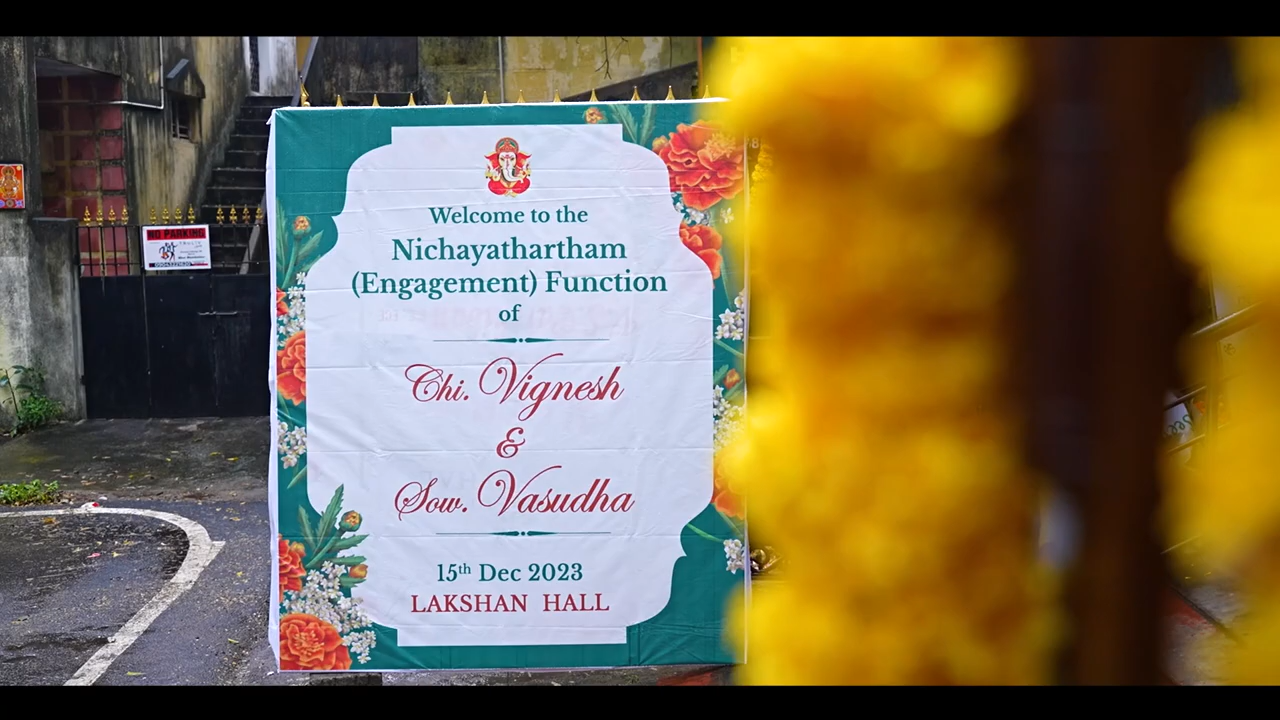 NO PARKING
Welcome to the
Nichayathartham
(Engagement) Function
of
Chi. Vignesh
&
Sow. Vasudha
15th Dec 2023
LAKSHAN HALL